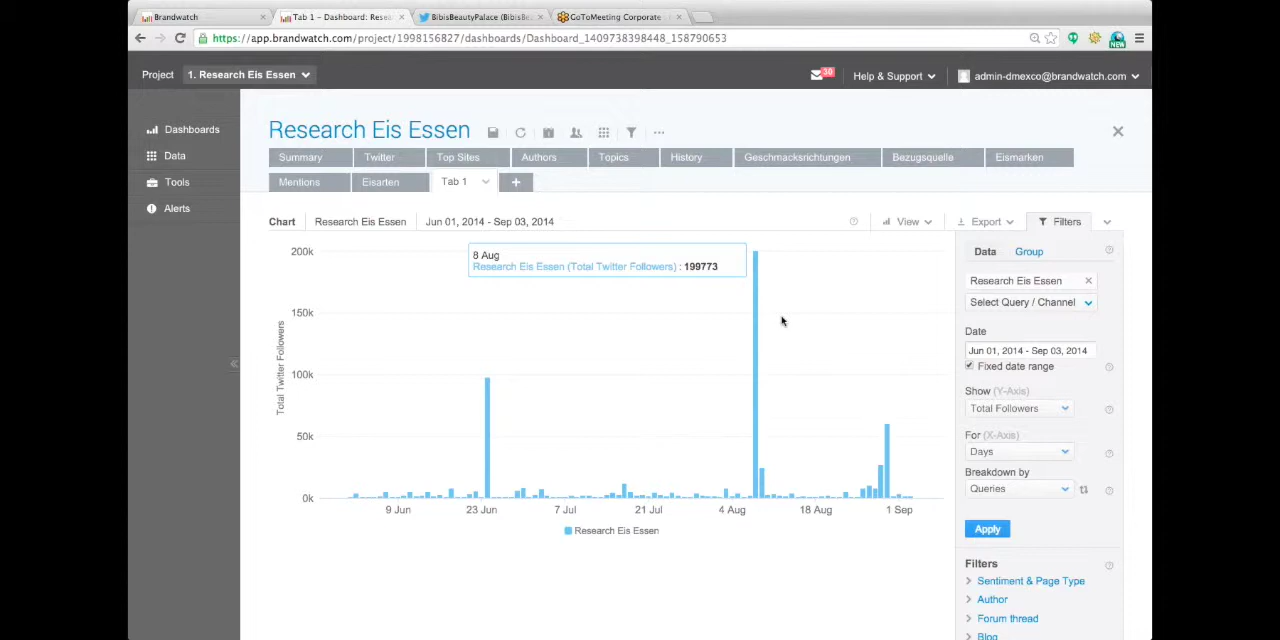 Brandwatch
Tab 1 - Dashboard: Resea
BibisBeautyPalace (BibisBe
GoToMeeting Corporate
https://app.brandwatch.com/project/1998156827/dashboards/Dashboard_1409738398448_158790653
NEW
Project 1. Research Eis Essen
30
Help & Support
admin-dmexco@brandwatch.com
Dashboards
Data
Tools
Alerts
Research Eis Essen
Summary Twitter Top Sites Authors Topics History Geschmacksrichtungen Bezugsquelle Eismarken
Mentions Eisarten Tab 1 +
Chart Research Eis Essen Jun 01, 2014 - Sep 03, 2014
View Export Filters
8 Aug
Research Eis Essen (Total Twitter Followers) : 199773
200k
150k
100k
50k
0k
Total Twitter Followers
9 Jun 23 Jun 7 Jul 21 Jul 4 Aug 18 Aug 1 Sep
Research Eis Essen
Data Group
Research Eis Essen
Select Query / Channel
Date
Jun 01, 2014 - Sep 03, 2014
Fixed date range
Show (Y-Axis)
Total Followers
For (X-Axis)
Days
Breakdown by
Queries
Apply
Filters
Sentiment & Page Type
Author
Forum thread
Blog